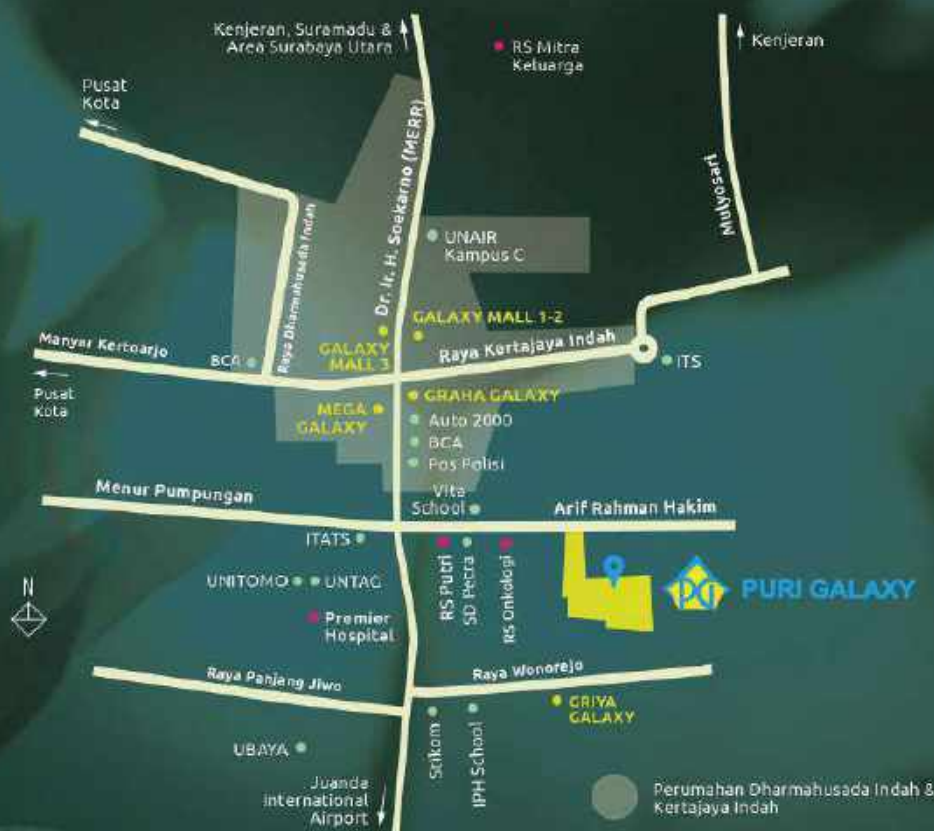 Kenjeran, Suramadu &
Area Surabaya Utara
RS Mitra
Keluarga
Kenjeran
Pusat
Kota
Dr. Ir. H. Soekarno (MERR)
Mulyosari
Raya Dharmahusada Indah
UNAIR
Kampus C
GALAXY MALL 1-2
GALAXY
MALL 3
Raya Kertajaya Indah
Manyar Kertoarjo
BCA
ITS
Pusat
Kota
GRAHA GALAXY
MEGA
GALAXY
Auto 2000
BCA
Pos Polisi
Menur Pumpungan
Vita
School
Arif Rahman Hakim
ITATS
RS Putri
SD Petra
RS Onkologi
UNITOMO
UNTAG
N
PG
PURI GALAXY
Premier
Hospital
Raya Panjang Jiwo
Raya Wonorejo
GRIYA
GALAXY
Stikom
IPH School
UBAYA
Juanda
International
Airport
Perumahan Dharmahusada Indah &
Kertajaya Indah